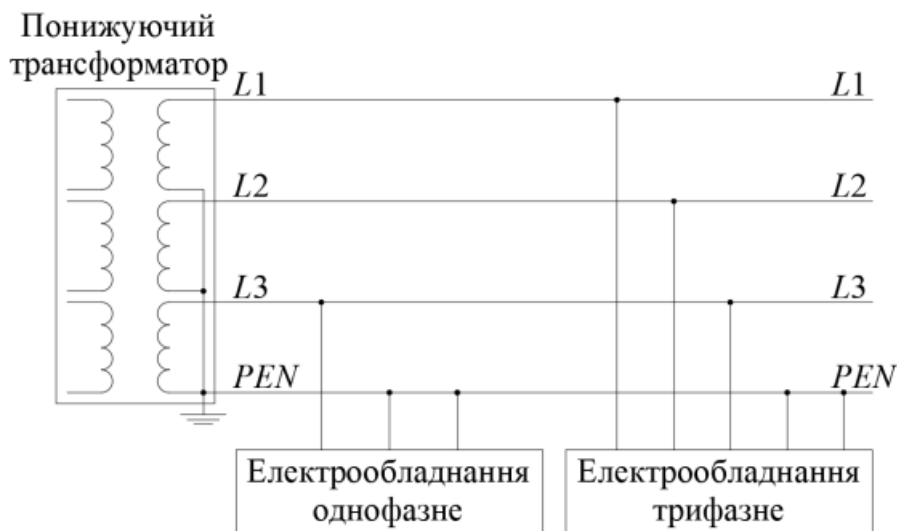 Понижуючий
трансформатор
L1
L1
L2
L2
L3
L3
PEN
PEN
Електрообладнання
однофазне
Електрообладнання
трифазне